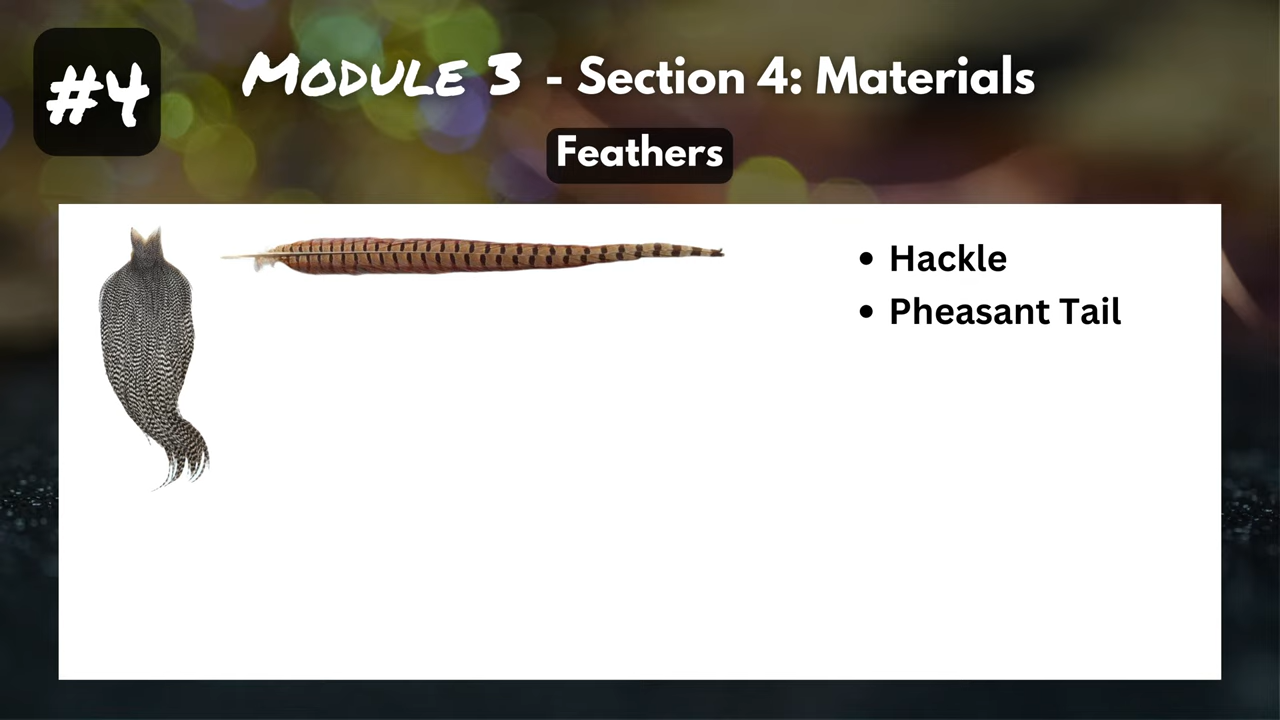 #4
Module 3 - Section 4: Materials
Feathers
• Hackle
• Pheasant Tail